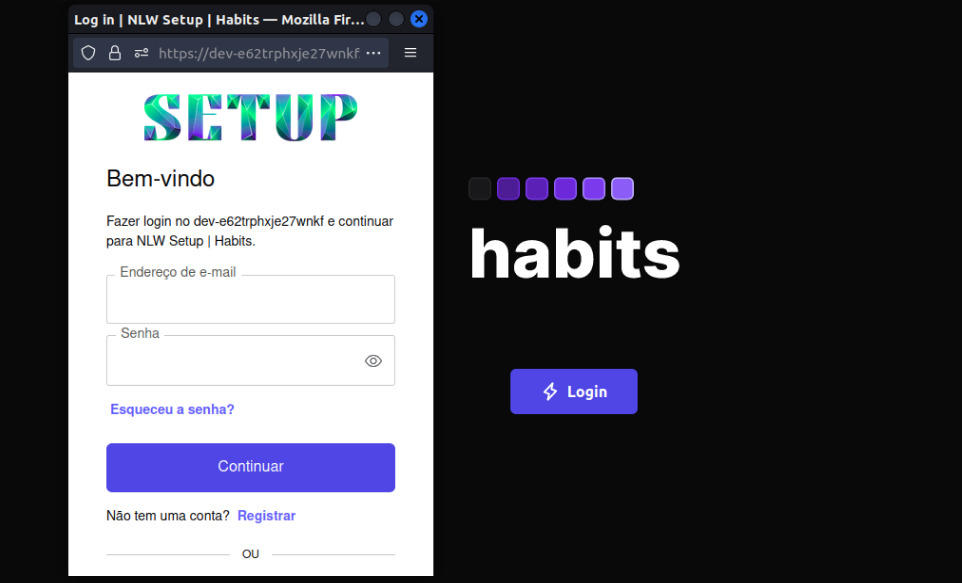 Log in | NLW Setup | Habits — Mozilla Fir...
https://dev-e62trphxje27wnkf.
SETUP
Bem-vindo
Fazer login no dev-e62trphxje27wnkf e continuar
para NLW Setup | Habits.
Endereço de e-mail
Senha
Esqueceu a senha?
Continuar
Não tem uma conta? Registrar
OU
habits
Login